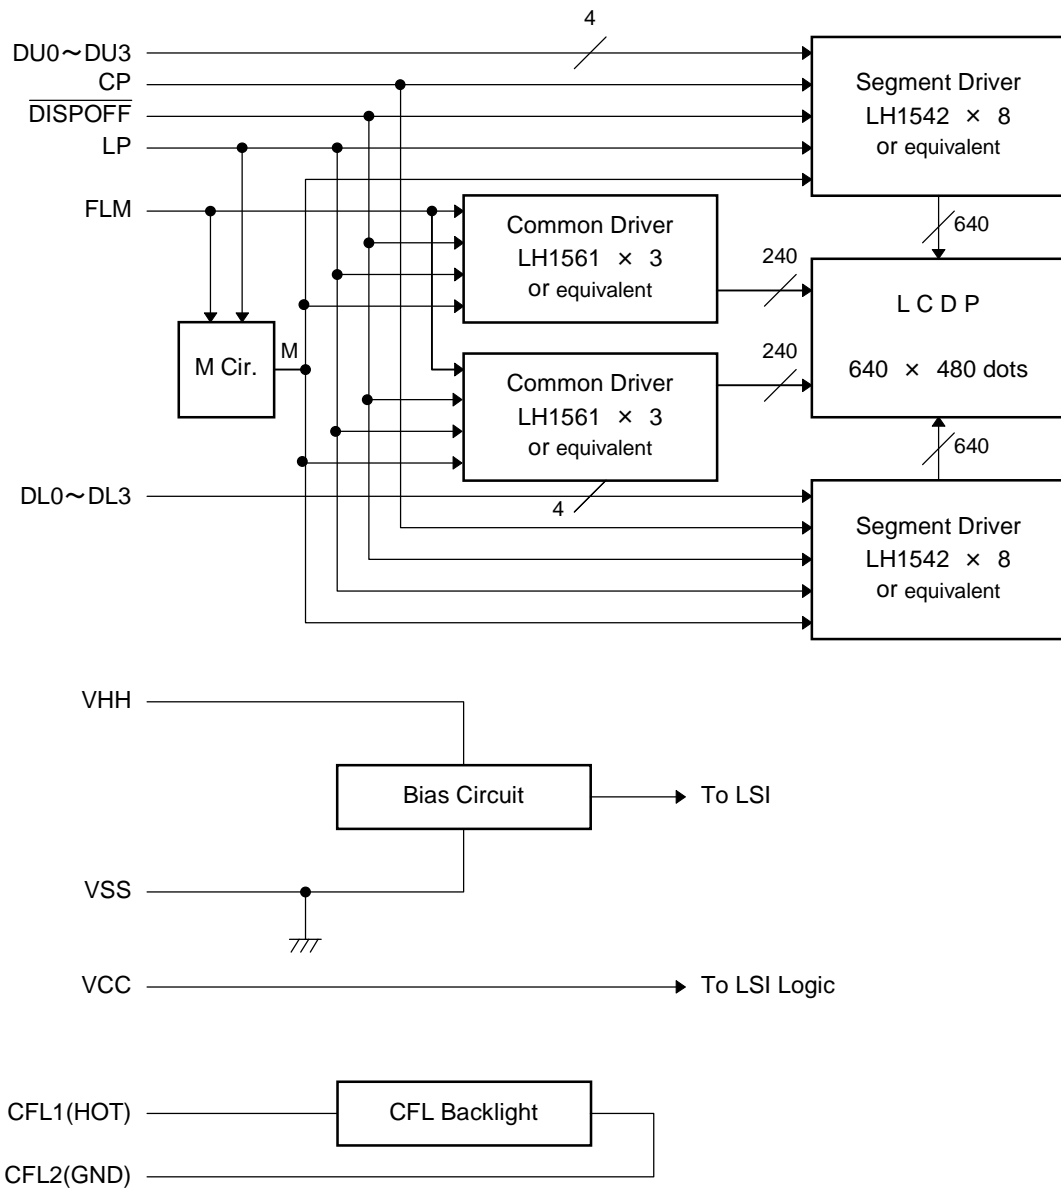 4
DU0～DU3
CP
DISPOFF
LP
FLM
Segment Driver
LH1542 × 8
or equivalent
640
Common Driver
LH1561 × 3
or equivalent
240
L C D P
640 × 480 dots
M Cir.
M
Common Driver
LH1561 × 3
or equivalent
240
640
DL0～DL3
4
Segment Driver
LH1542 × 8
or equivalent
VHH
Bias Circuit
To LSI
VSS
VCC
To LSI Logic
CFL1(HOT)
CFL Backlight
CFL2(GND)